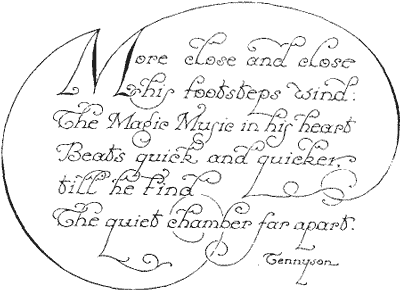 More close and close
his footsteps wind:
The Magic Music in his heart
Beats quick and quicker,
till he find
The quiet chamber far apart.
Tennyson